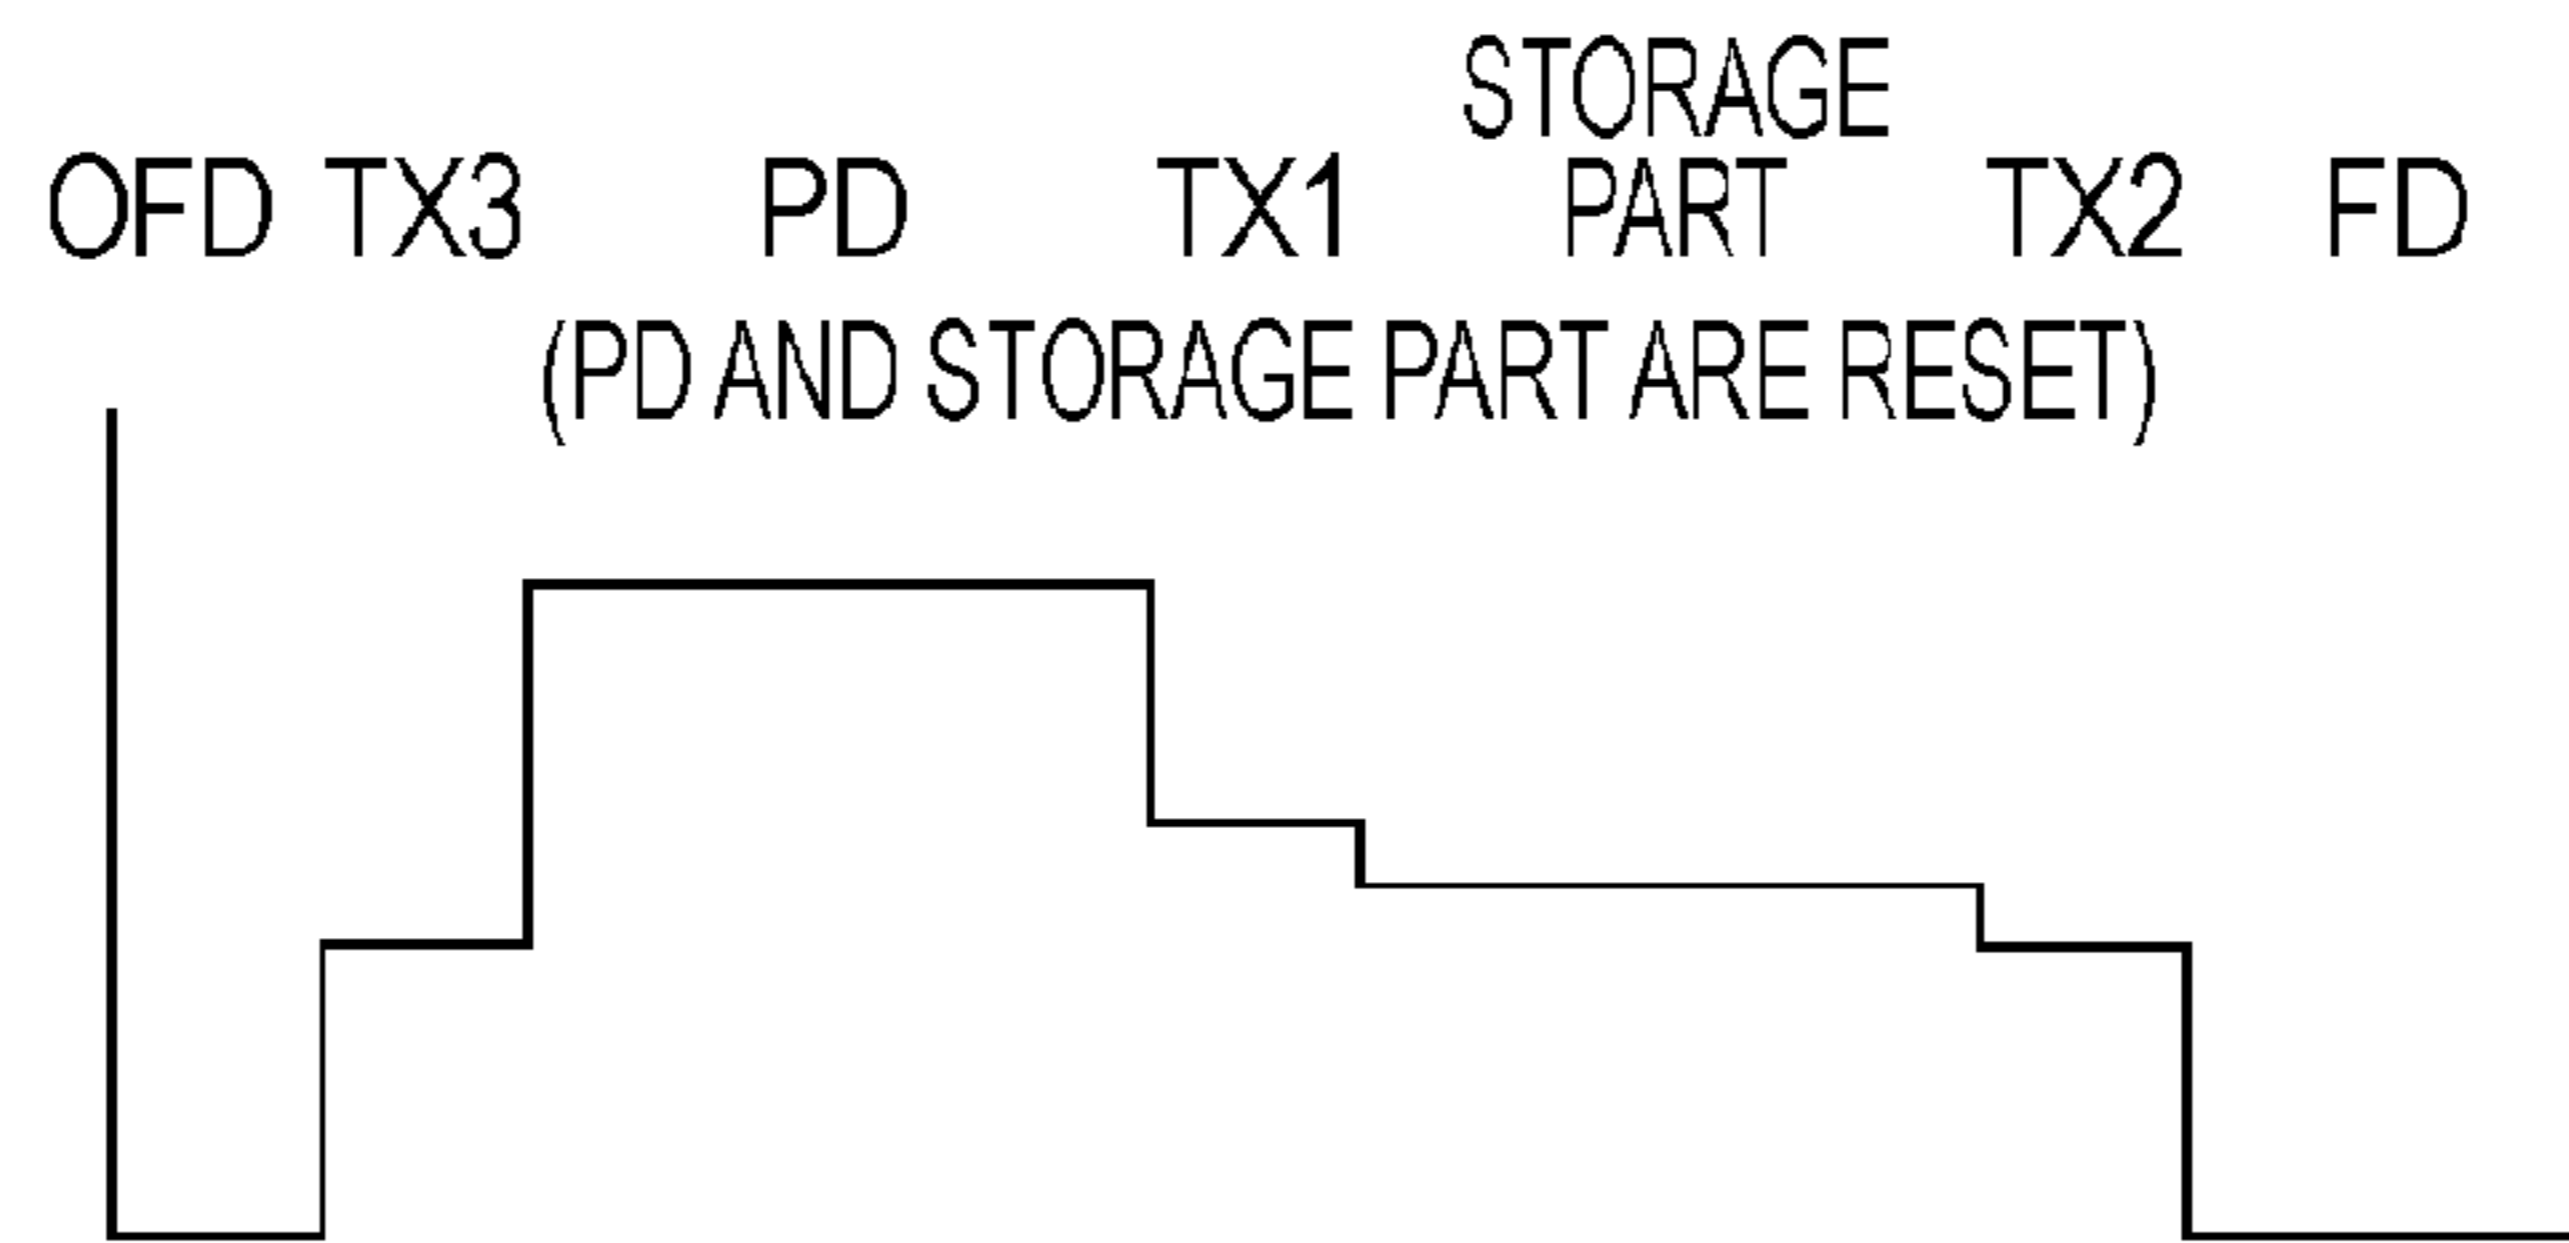 OFD TX3 PD TX1 STORAGE PART TX2 FD
(PD AND STORAGE PART ARE RESET)